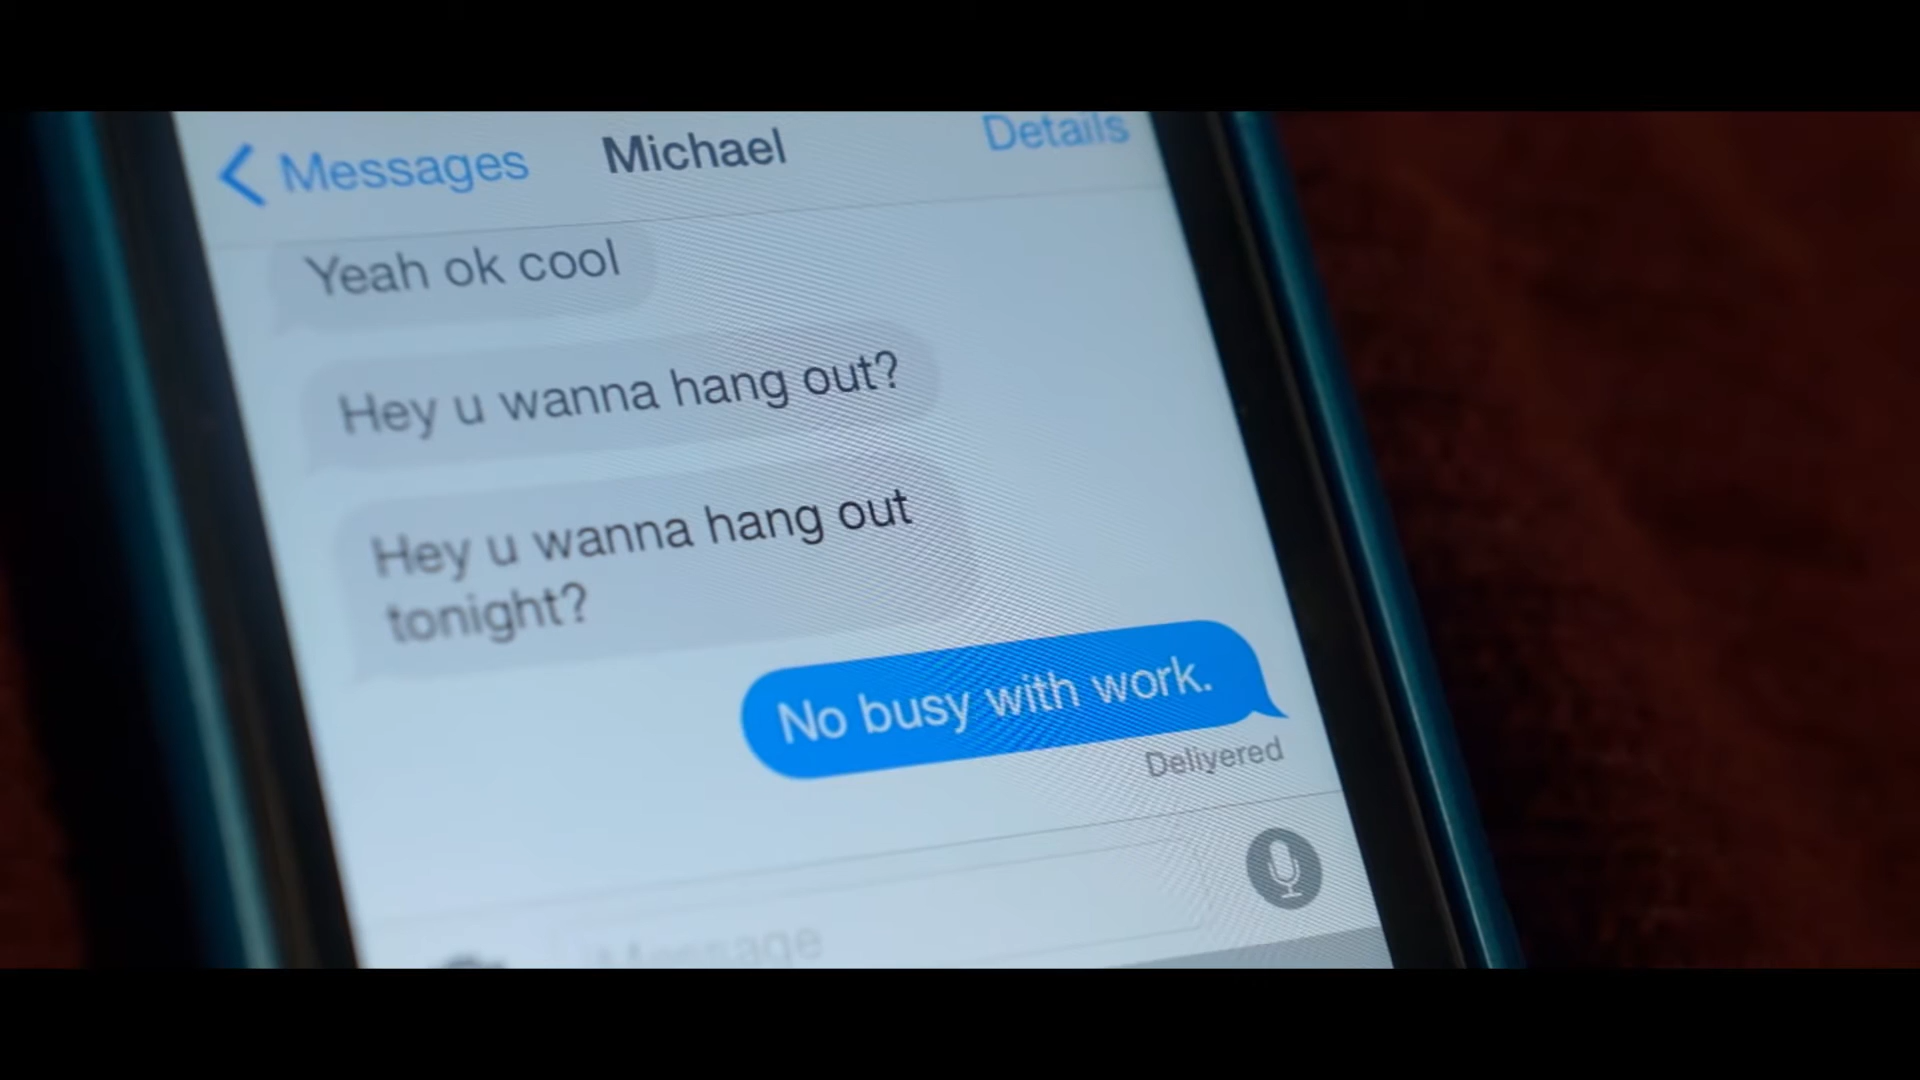 Messages Michael Details
Yeah ok cool
Hey u wanna hang out?
Hey u wanna hang out
tonight?
No busy with work.
Delivered
iMessage